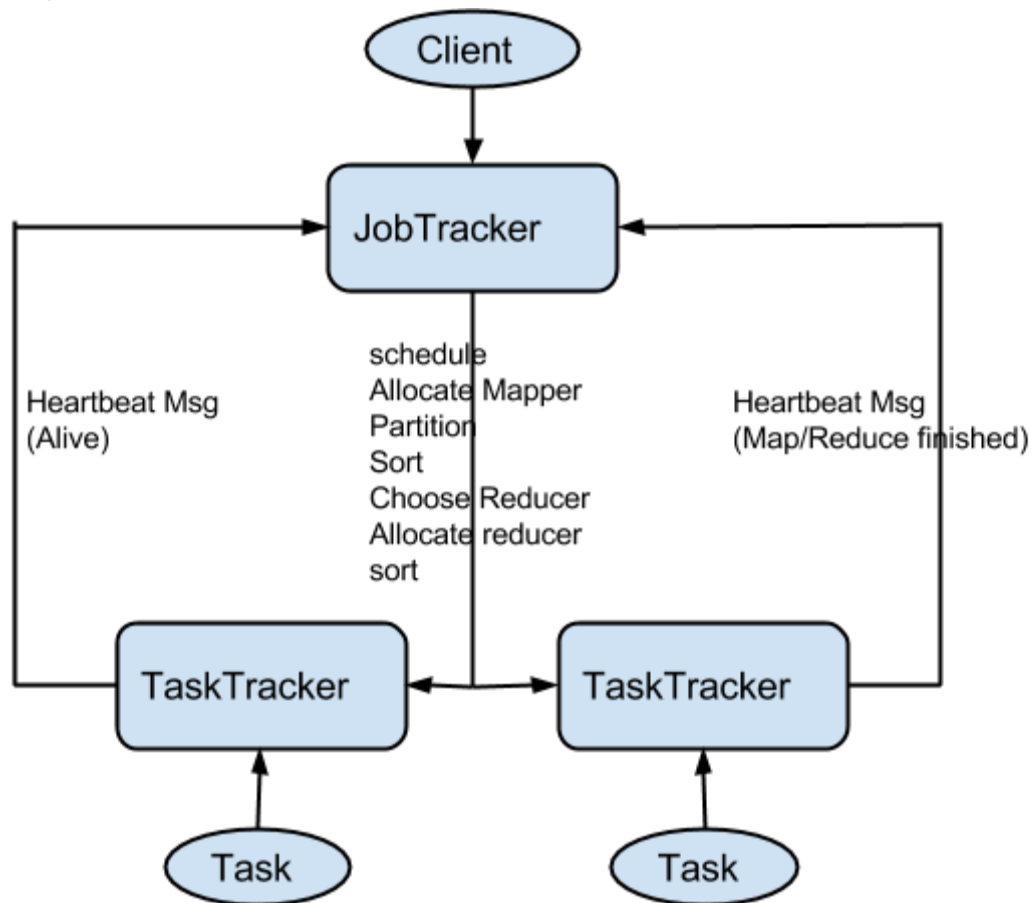 Client
JobTracker
schedule
Allocate Mapper
Partition
Sort
Choose Reducer
Allocate reducer
sort
Heartbeat Msg
(Alive)
Heartbeat Msg
(Map/Reduce finished)
TaskTracker
TaskTracker
Task
Task